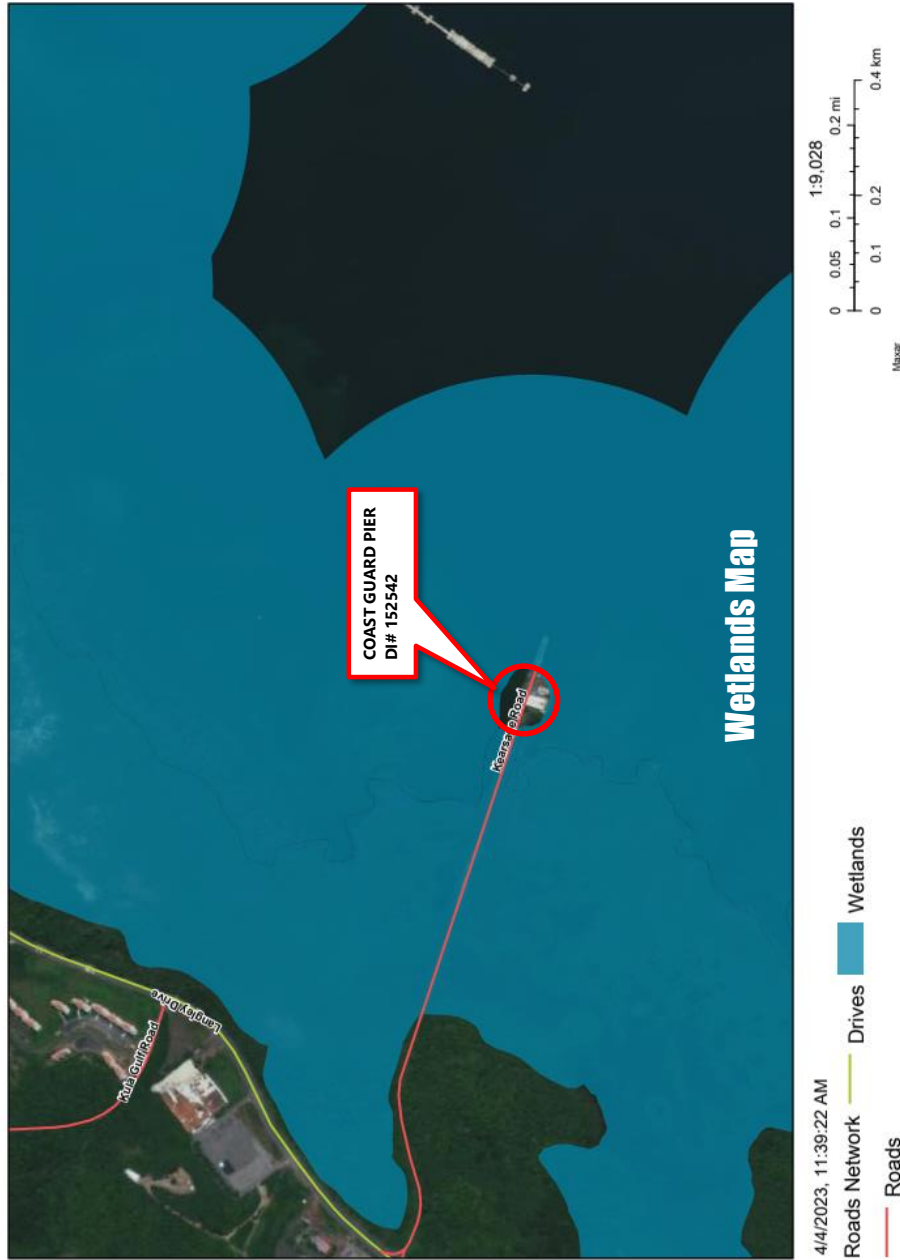 COAST GUARD PIER
DI# 152542
Kula Gulf Road
Langley Drive
Kearsa e Road
Wetlands Map
4/4/2023, 11:39:22 AM
Roads Network
Roads
Drives
Wetlands
1:9,028
0 0.05 0.1 0.2 mi
0 0.1 0.2 0.4 km
Maxar